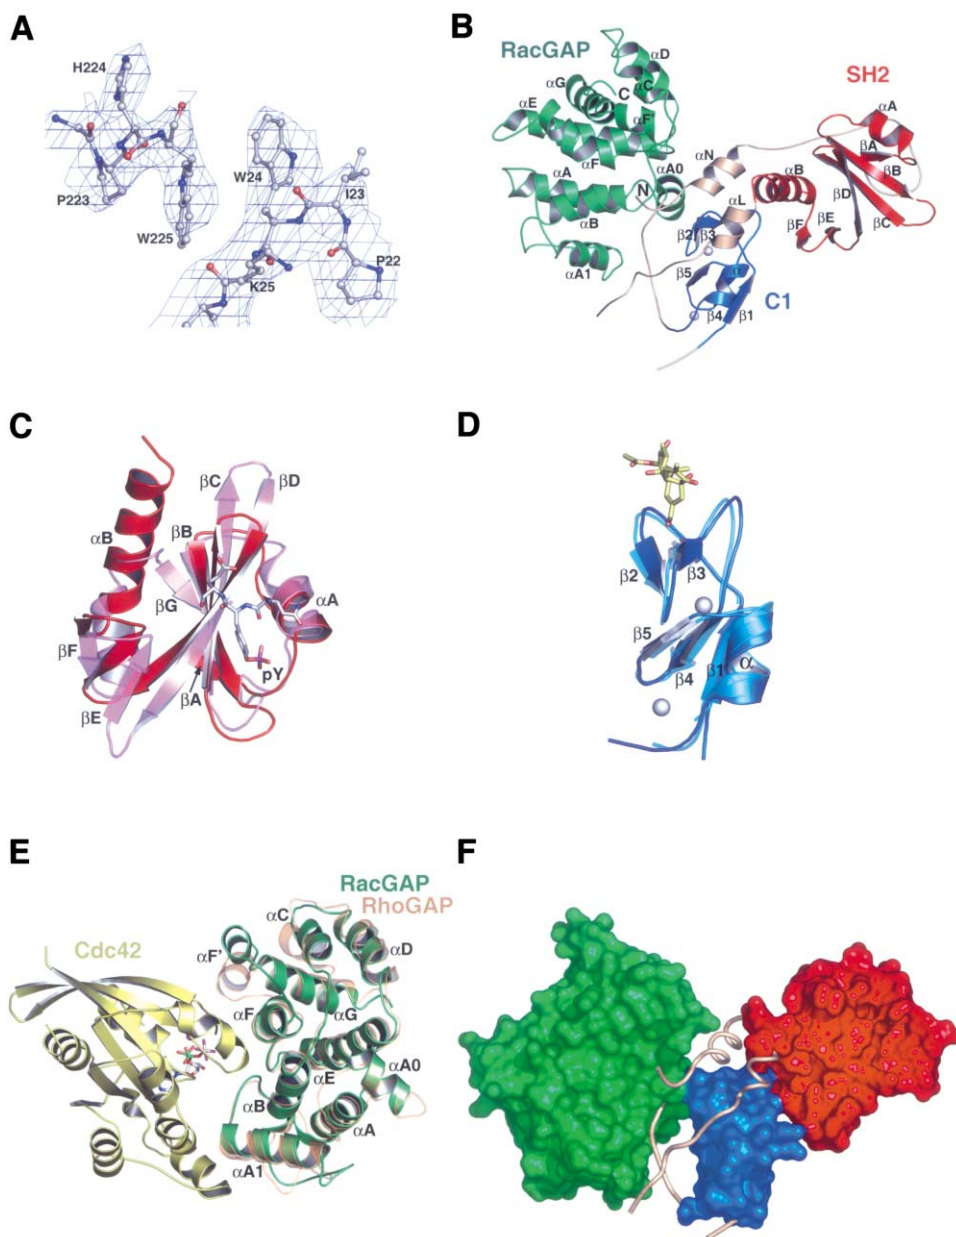 A
H224
P223
W225
W24
I23
K25
P22
B
RacGAP
SH2
αD
αG
C
αC
αE
αF'
αF
αA
N
αA0
αB
αA1
αN
αL
αB
αA
βA
βB
βD
βC
βE
βF
β2
β3
β5
α
β4
β1
C1
C
βC
βD
αB
βB
βG
αA
βF
pY
βA
βE
D
β2
β3
β5
β1
α
β4
E
RacGAP
RhoGAP
Cdc42
αC
αD
αF'
αF
αG
αE
αA0
αB
αA
αA1
F